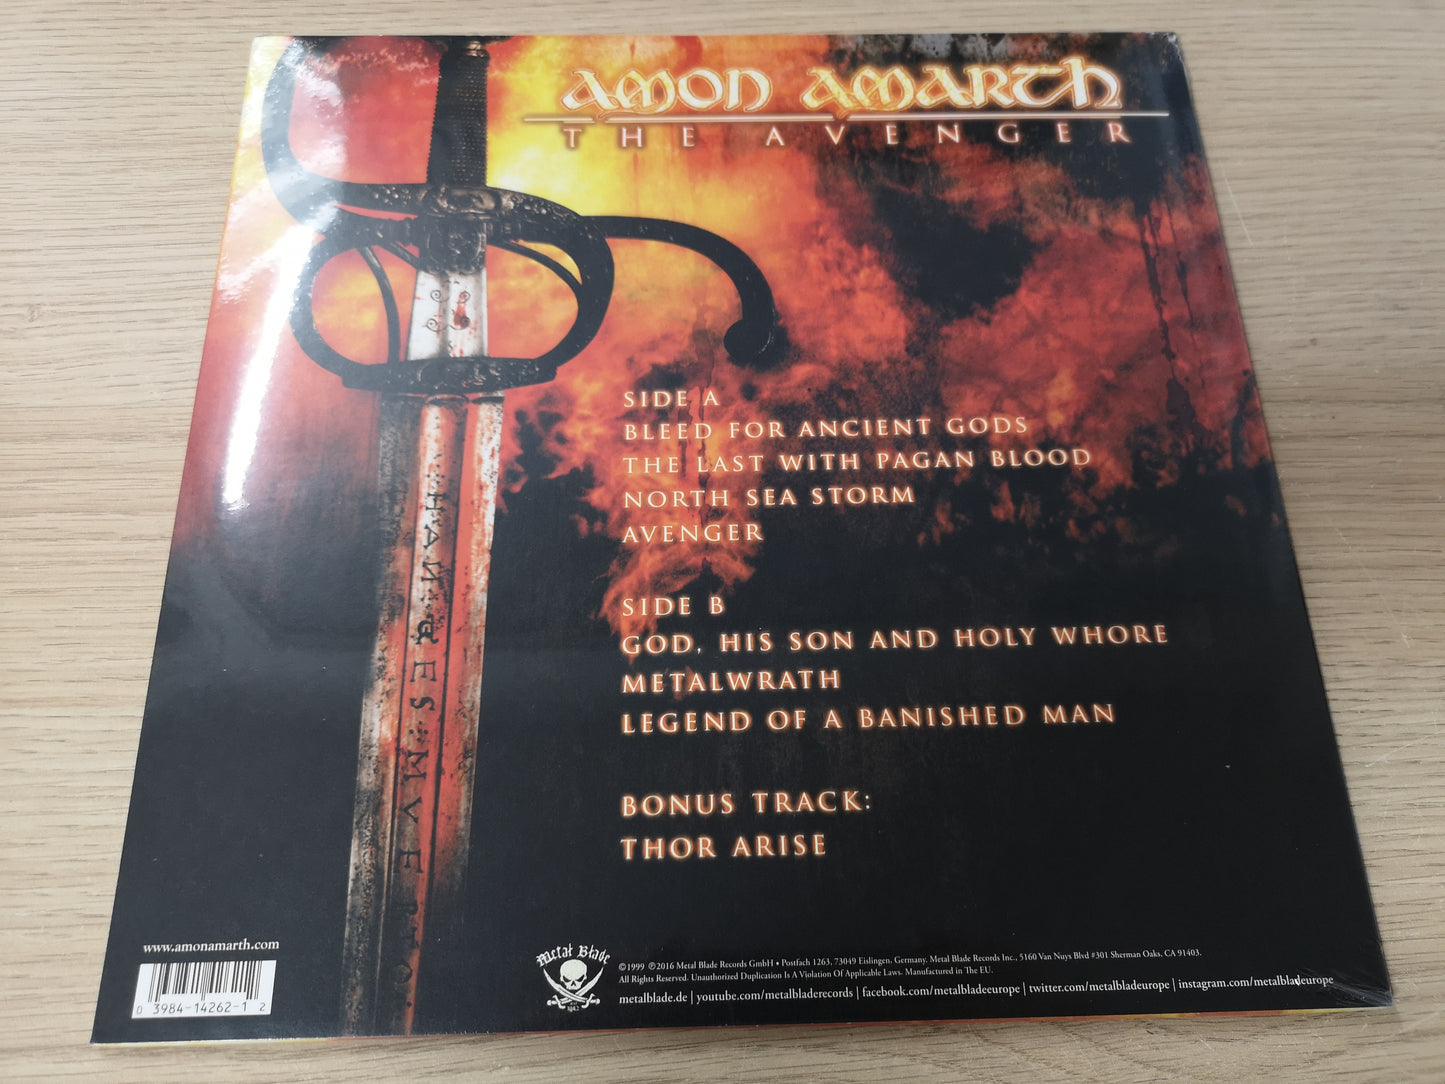 AMON AMARTH
THE AVENGER
SIDE A
BLEED FOR ANCIENT GODS
THE LAST WITH PAGAN BLOOD
NORTH SEA STORM
AVENGER
SIDE B
GOD, HIS SON AND HOLY WHORE
METALWRATH
LEGEND OF A BANISHED MAN
BONUS TRACK:
THOR ARISE
www.amonamarth.com
0 3984-14262-1 2
Metal Blade
©1999 ℗2016 Metal Blade Records GmbH • Postfach 1263, 73049 Eislingen, Germany. Metal Blade Records Inc., 5160 Van Nuys Blvd #301 Sherman Oaks, CA 91403.
All Rights Reserved. Unauthorized Duplication Is A Violation Of Applicable Laws. Manufactured in The EU.
metalblade.de | youtube.com/metalbladerecords | facebook.com/metalbladeeurope | twitter.com/metalbladeeurope | instagram.com/metalbladeeurope